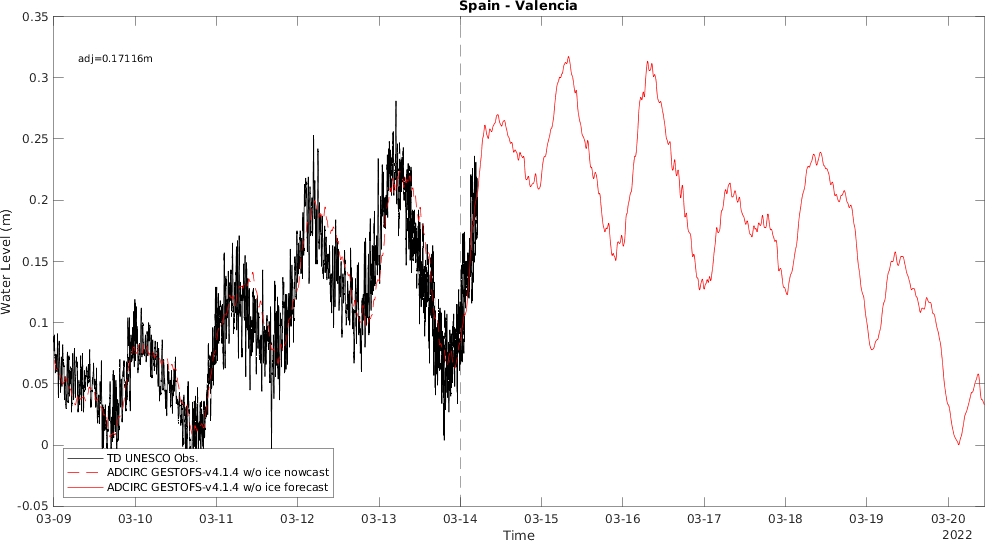 Spain - Valencia
adj=0.17116m
0.35
0.3
0.25
0.2
0.15
0.1
0.05
0
-0.05
Water Level (m)
TD UNESCO Obs.
ADCIRC GESTOFS-v4.1.4 w/o ice nowcast
ADCIRC GESTOFS-v4.1.4 w/o ice forecast
03-09 03-10 03-11 03-12 03-13 03-14 03-15 03-16 03-17 03-18 03-19 03-20
Time
2022